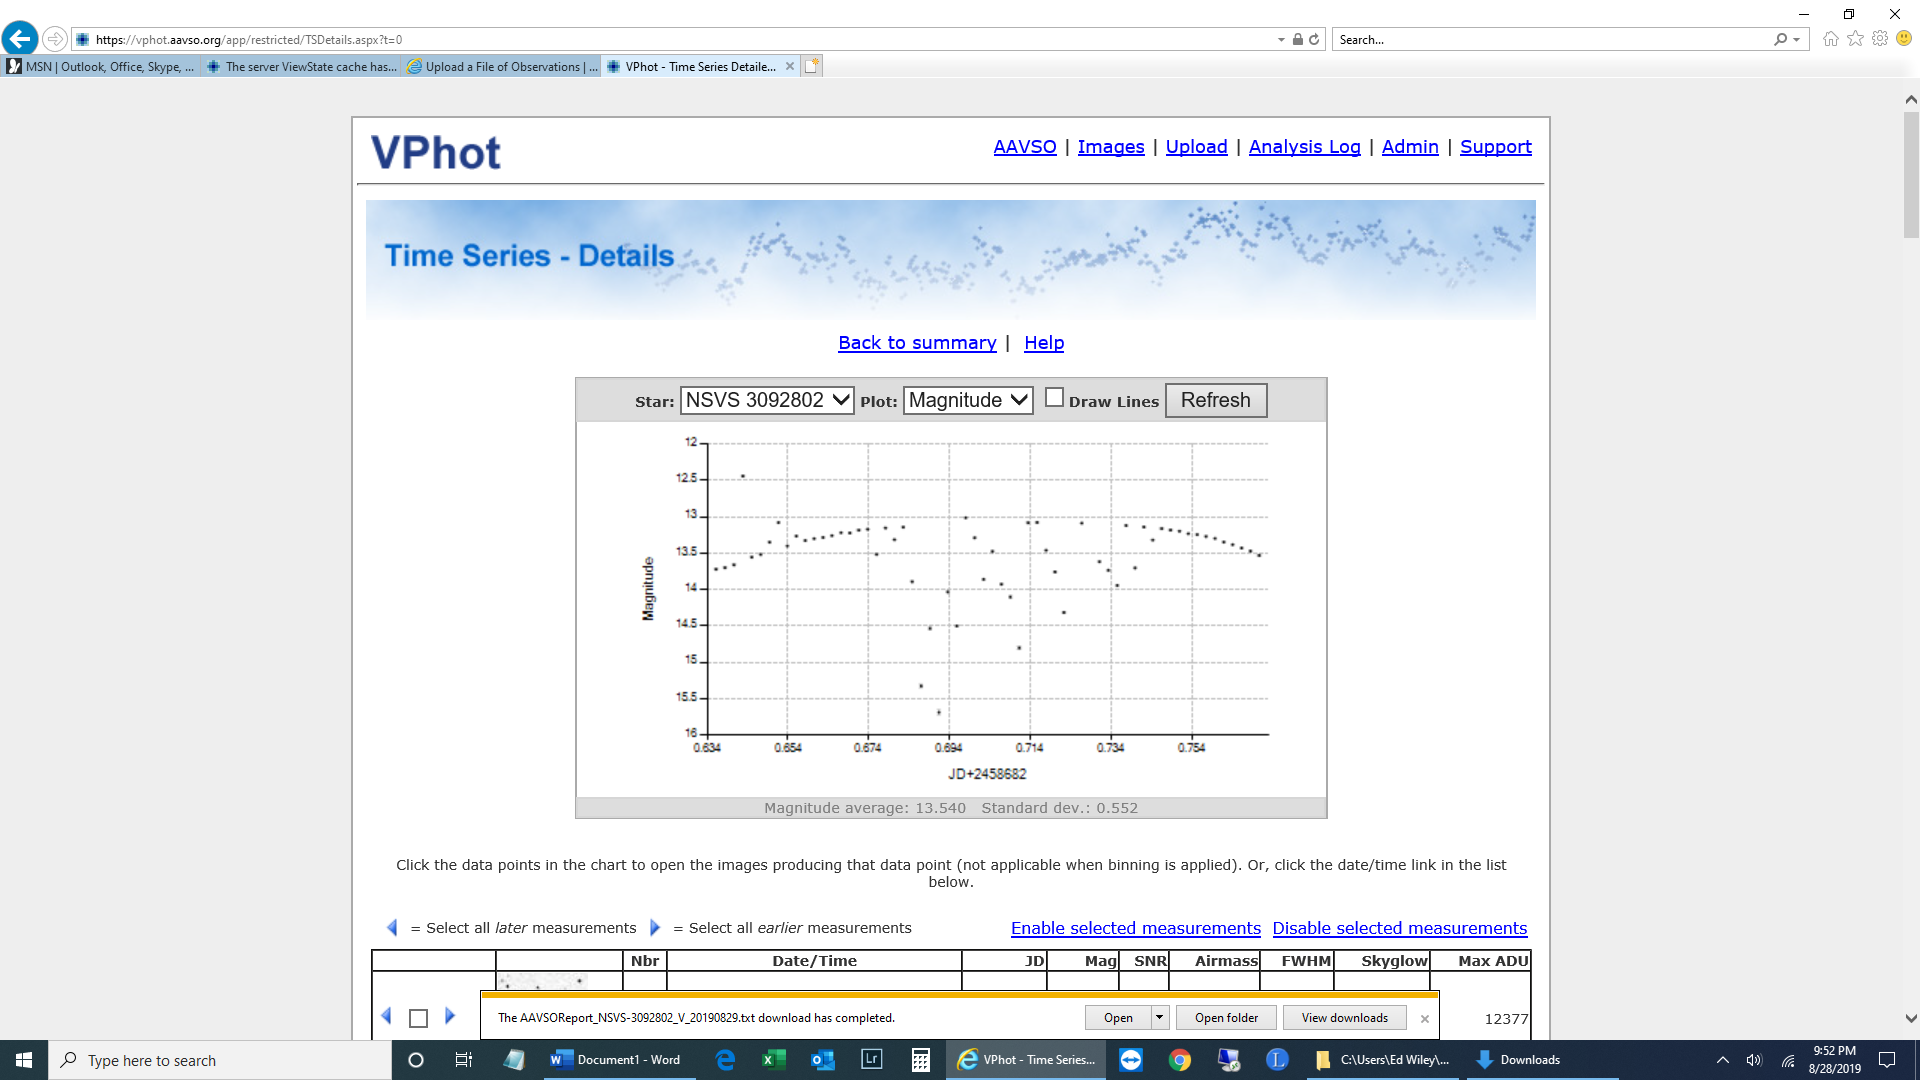 https://vphot.aavso.org/app/restricted/TSDetails.aspx?t=0
Search...
MSN | Outlook, Office, Skype, ...
The server ViewState cache has...
Upload a File of Observations | ...
VPhot - Time Series Detaile...
VPhot
AAVSO | Images | Upload | Analysis Log | Admin | Support
Time Series - Details
Back to summary | Help
Star: NSVS 3092802 Plot: Magnitude Draw Lines Refresh
12
12.5
13
13.5
14
14.5
15
15.5
16
Magnitude
0.634 0.654 0.674 0.694 0.714 0.734 0.754
JD+2458682
Magnitude average: 13.540 Standard dev.: 0.552
Click the data points in the chart to open the images producing that data point (not applicable when binning is applied). Or, click the date/time link in the list
below.
= Select all later measurements = Select all earlier measurements
Enable selected measurements Disable selected measurements
Nbr Date/Time JD Mag SNR Airmass FWHM Skyglow Max ADU
12377
The AAVSOReport_NSVS-3092802_V_20190829.txt download has completed.
Open Open folder View downloads
Type here to search
Document1 - Word
Lr
VPhot - Time Series...
C:\Users\Ed Wiley\...
Downloads
9:52 PM
8/28/2019